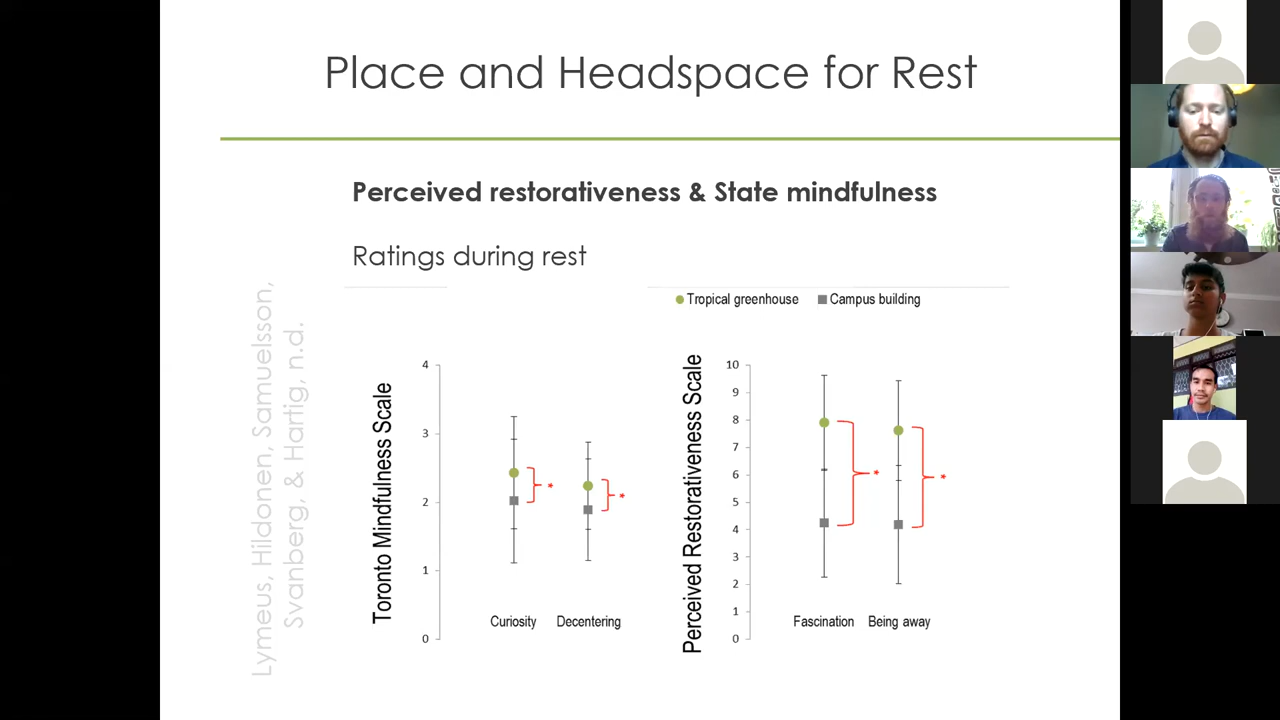 Place and Headspace for Rest
Perceived restorativeness & State mindfulness
Ratings during rest
Lymeus, Hildonen, Samuelsson,
Svanberg, & Hartig, n.d.
Tropical greenhouse
Campus building
Toronto Mindfulness Scale
4
3
2
1
0
*
*
Curiosity
Decentering
Perceived Restorativeness Scale
10
9
8
7
6
5
4
3
2
1
0
*
*
Fascination
Being away